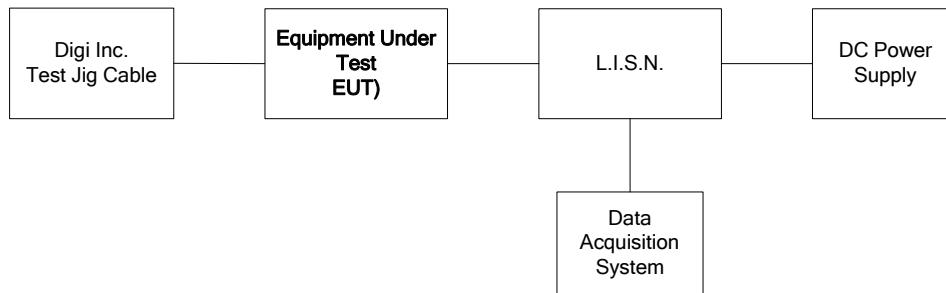 Digi Inc.
Test Jig Cable
Equipment Under
Test
EUT)
L.I.S.N.
DC Power
Supply
Data
Acquisition
System